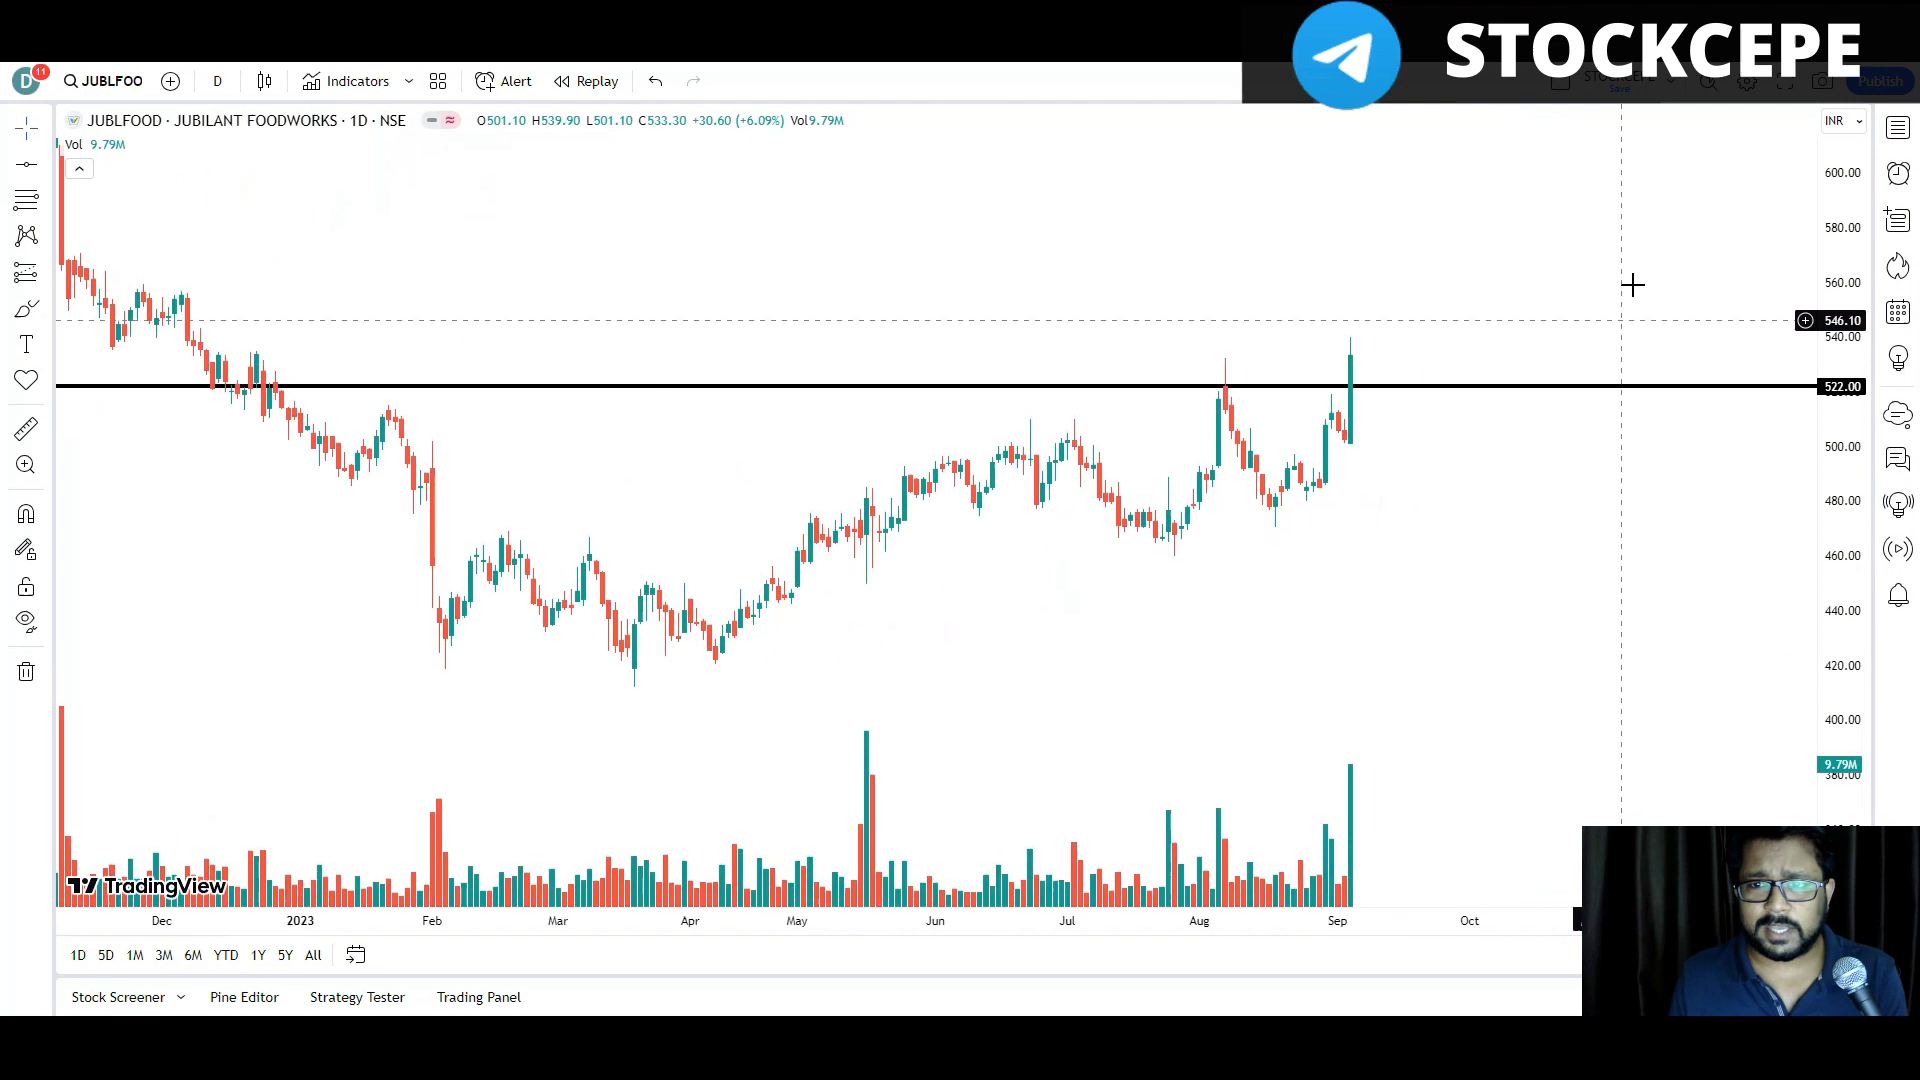 STOCKCEPE
D 11 JUBLFOO D Indicators Alert Replay Save Publish
JUBLFOOD · JUBILANT FOODWORKS · 1D · NSE O501.10 H539.90 L501.10 C533.30 +30.60 (+6.09%) Vol9.79M INR
Vol 9.79M
600.00
580.00
560.00
546.10
540.00
522.00
500.00
480.00
460.00
440.00
420.00
400.00
9.79M
380.00
TradingView
Dec 2023 Feb Mar Apr May Jun Jul Aug Sep Oct
1D 5D 1M 3M 6M YTD 1Y 5Y All
Stock Screener Pine Editor Strategy Tester Trading Panel